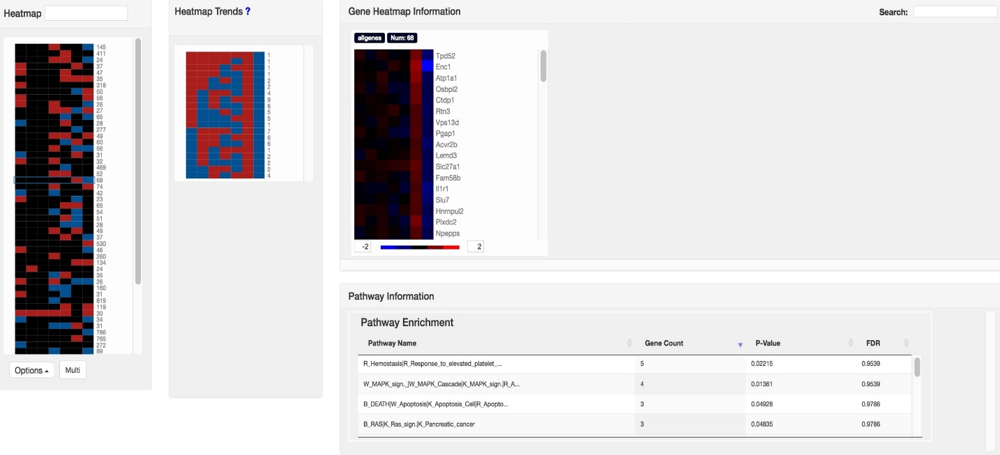 Heatmap
145
411
24
37
47
35
318
50
56
26
27
65
28
277
49
60
56
31
32
469
52
68
74
42
23
65
54
51
28
49
37
530
46
260
134
24
35
26
160
31
819
119
30
34
31
786
765
272
89
Options
Multi
Heatmap Trends ?
1
1
1
1
2
2
4
9
6
5
5
1
7
6
6
1
2
2
2
4
Gene Heatmap Information
Search:
allgenes Num: 68
Tpd52
Enc1
Atp1a1
Osbpl2
Ctdp1
Rtn3
Vps13d
Pgap1
Acvr2b
Lemd3
Slc27a1
Fam58b
Il1r1
Slu7
Hnrnpul2
Plxdc2
Npepps
-2 2
Pathway Information
Pathway Enrichment
Pathway Name Gene Count P-Value FDR
R_Hemostasis|R_Response_to_elevated_platelet_... 5 0.02215 0.9539
W_MAPK_sign._|W_MAPK_Cascade|K_MAPK_sign.|R_A... 4 0.01361 0.9539
B_DEATH|W_Apoptosis|K_Apoptosis_Cell|R_Apopto... 3 0.04928 0.9786
B_RAS|K_Ras_sign.|K_Pancreatic_cancer 3 0.04835 0.9786